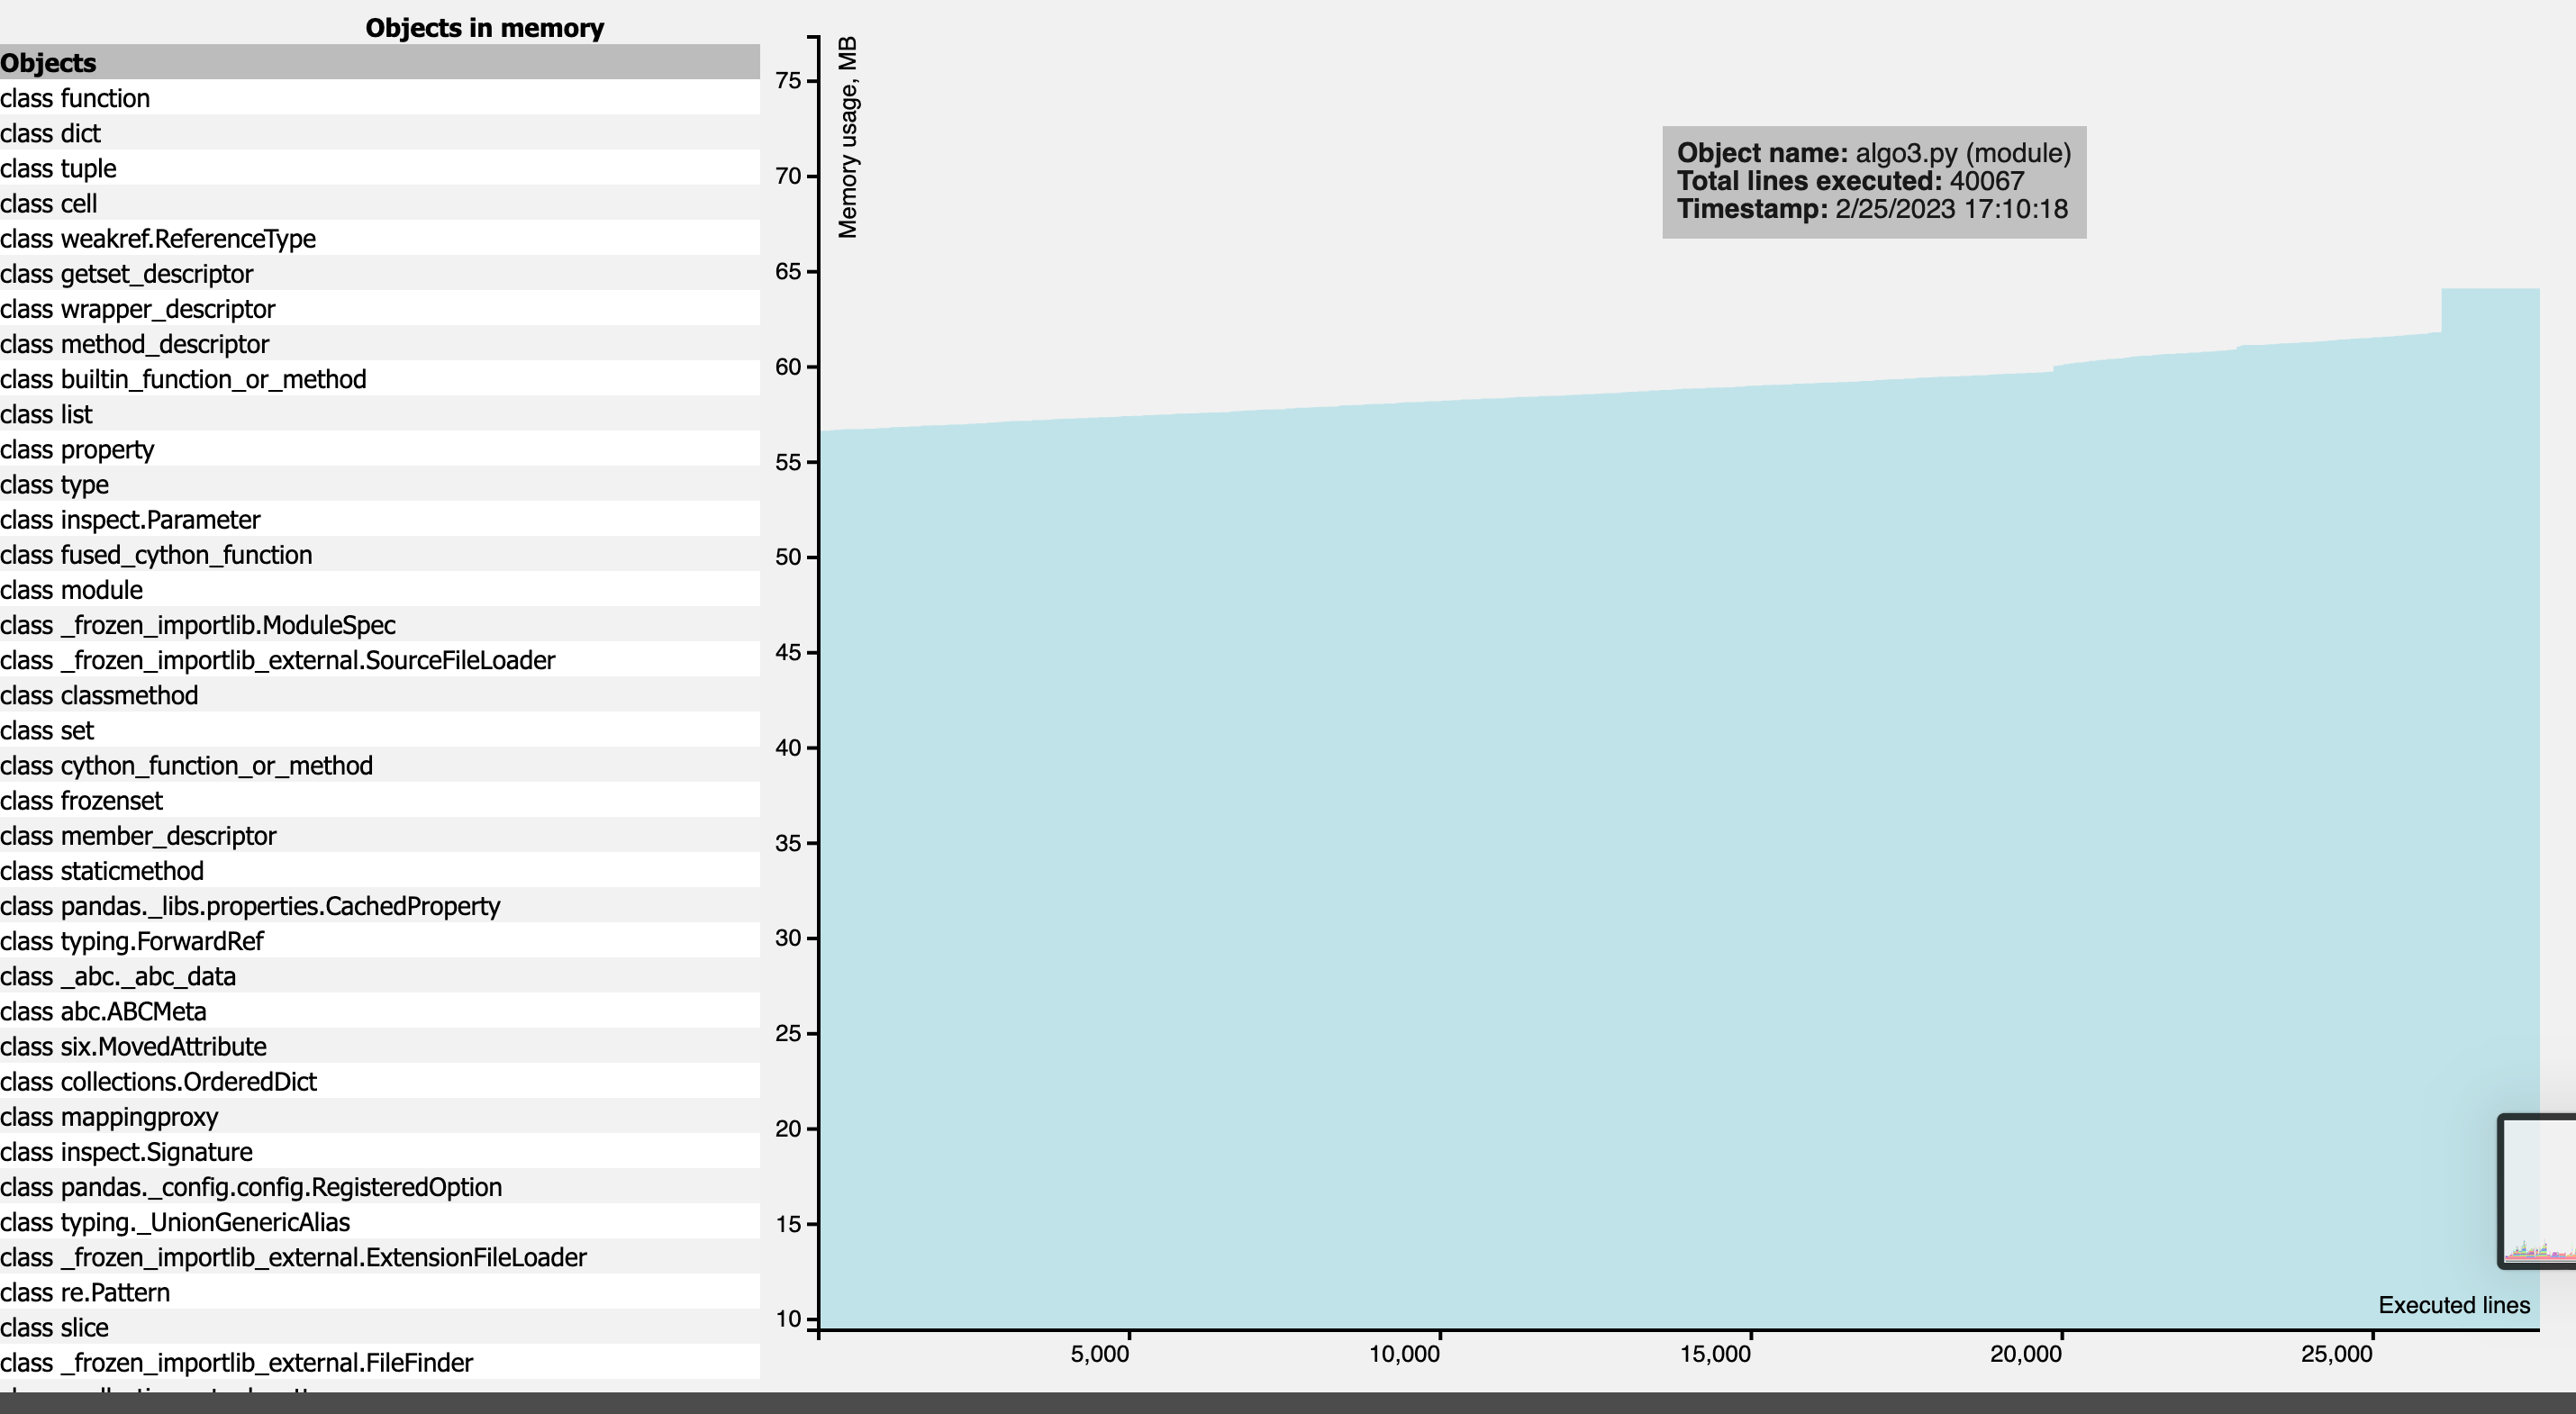 Objects in memory
Objects
class function
class dict
class tuple
class cell
class weakref.ReferenceType
class getset_descriptor
class wrapper_descriptor
class method_descriptor
class builtin_function_or_method
class list
class property
class type
class inspect.Parameter
class fused_cython_function
class module
class _frozen_importlib.ModuleSpec
class _frozen_importlib_external.SourceFileLoader
class classmethod
class set
class cython_function_or_method
class frozenset
class member_descriptor
class staticmethod
class pandas._libs.properties.CachedProperty
class typing.ForwardRef
class _abc._abc_data
class abc.ABCMeta
class six.MovedAttribute
class collections.OrderedDict
class mappingproxy
class inspect.Signature
class pandas._config.config.RegisteredOption
class typing._UnionGenericAlias
class _frozen_importlib_external.ExtensionFileLoader
class re.Pattern
class slice
class _frozen_importlib_external.FileFinder
Memory usage, MB
75
70
65
60
55
50
45
40
35
30
25
20
15
10
Object name: algo3.py (module)
Total lines executed: 40067
Timestamp: 2/25/2023 17:10:18
Executed lines
5,000
10,000
15,000
20,000
25,000